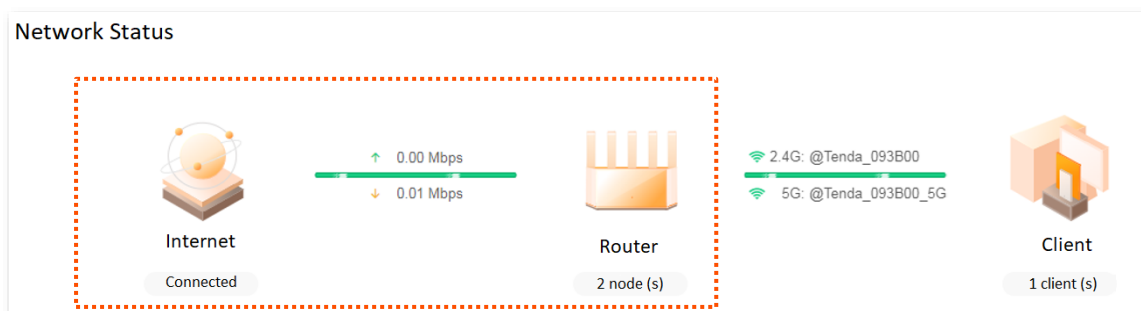 Network Status
0.00 Mbps
0.01 Mbps
2.4G: @Tenda_093B00
5G: @Tenda_093B00_5G
Internet
Router
Client
Connected
2 node (s)
1 client (s)